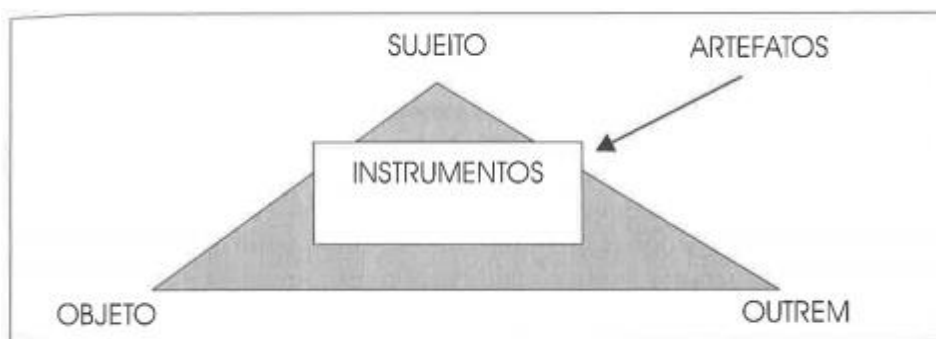 SUJEITO
ARTEFATOS
INSTRUMENTOS
OBJETO
OUTREM